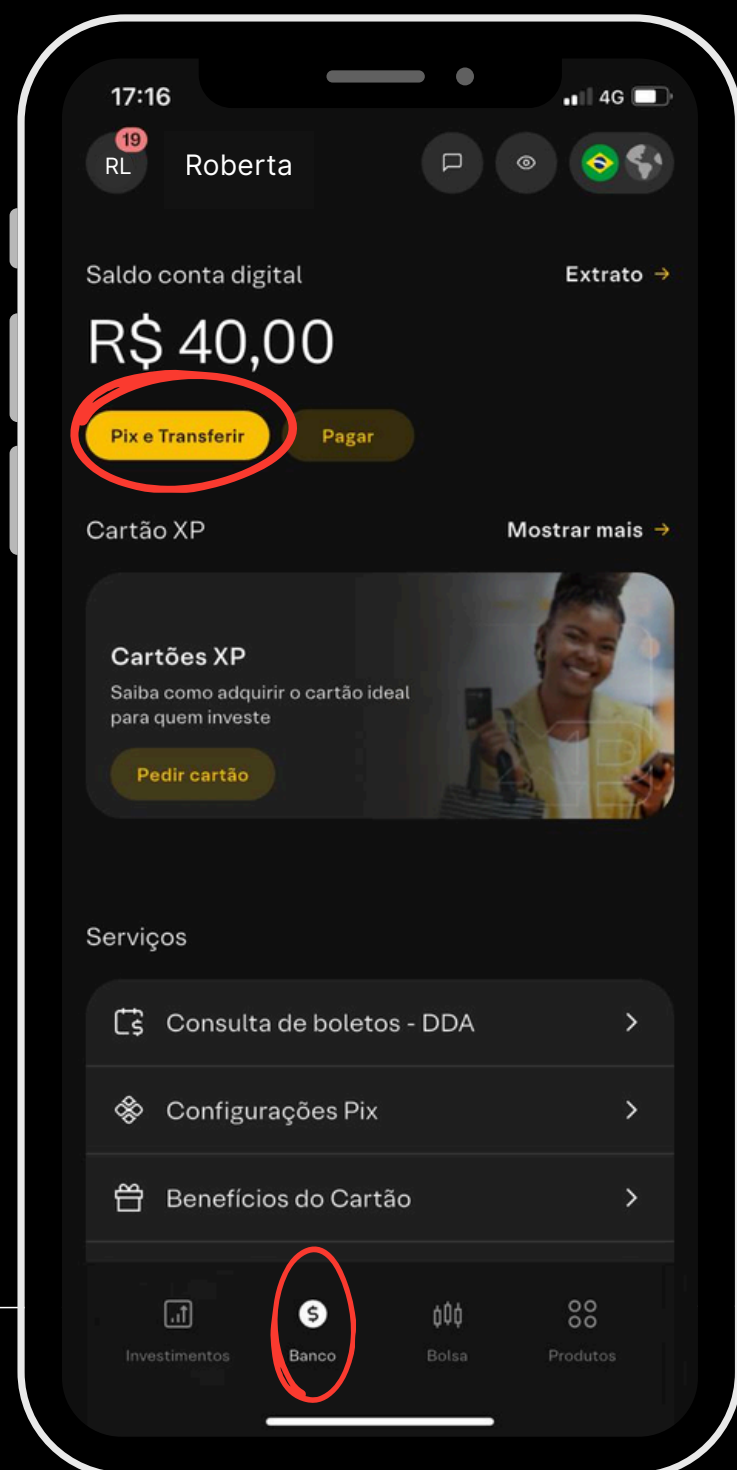 17:16
4G
19
RL
Roberta
Saldo conta digital
Extrato →
R$ 40,00
Pix e Transferir
Pagar
Cartão XP
Mostrar mais →
Cartões XP
Saiba como adquirir o cartão ideal
para quem investe
Pedir cartão
Serviços
Consulta de boletos - DDA
Configurações Pix
Benefícios do Cartão
Investimentos
Banco
Bolsa
Produtos